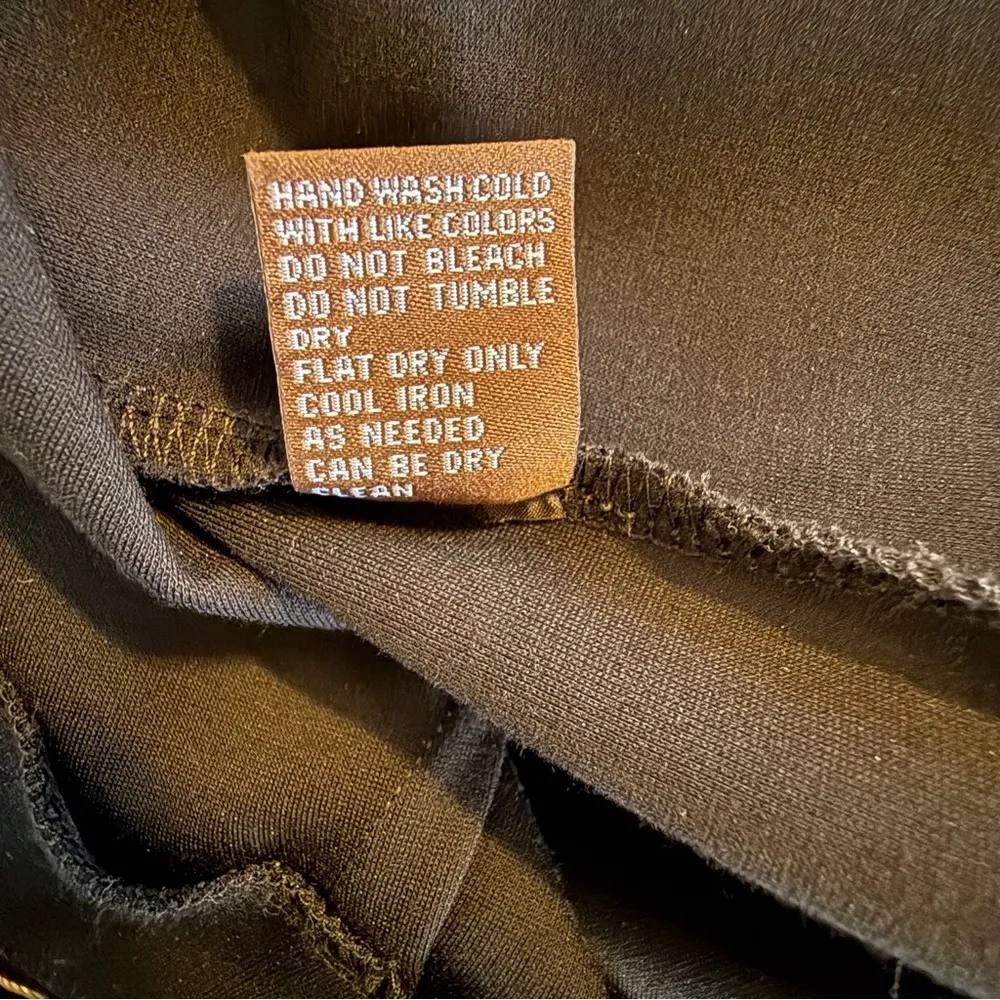 HAND WASH COLD
WITH LIKE COLORS
DO NOT BLEACH
DO NOT TUMBLE
DRY
FLAT DRY ONLY
COOL IRON
AS NEEDED
CAN BE DRY
CLEAN